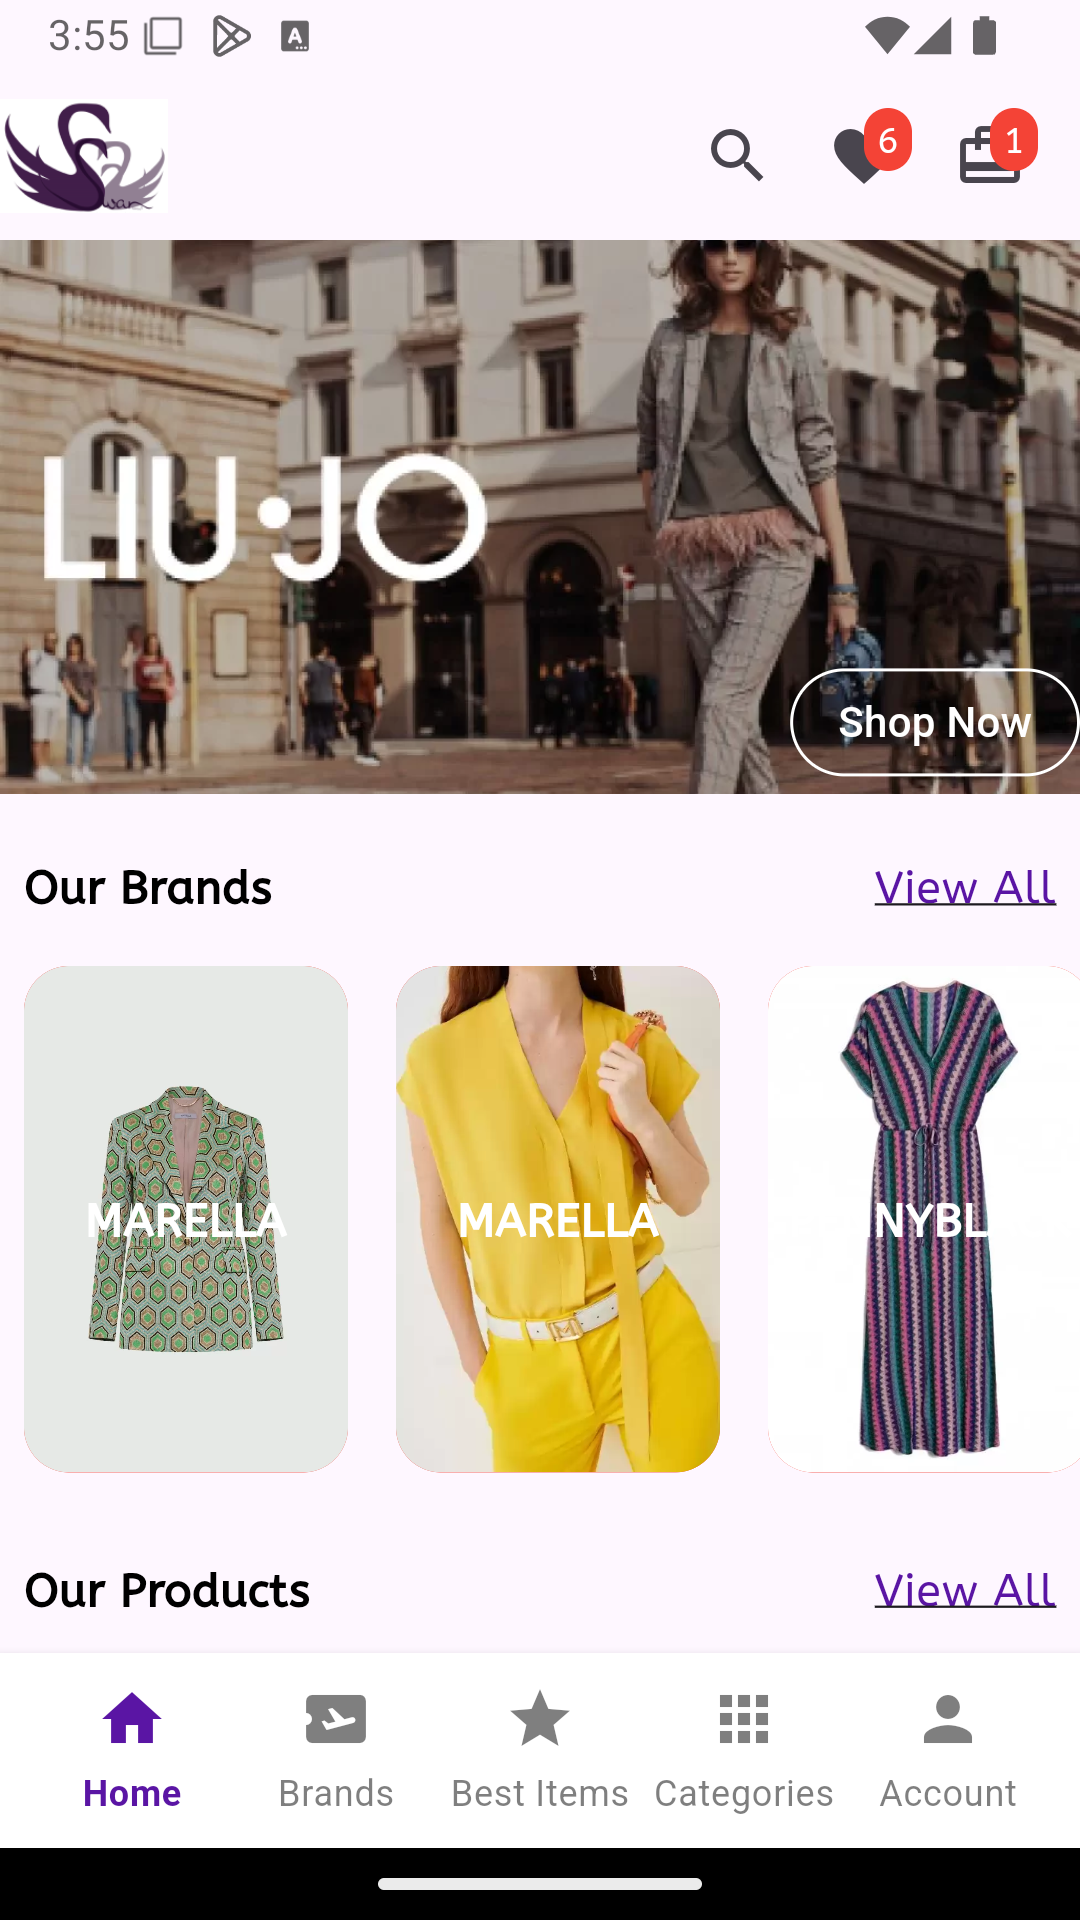 3:55
A
Swan
6
1
LIU·JO
Shop Now
Our Brands
View All
MARELLA
MARELLA
NYBL
Our Products
View All
Home
Brands
Best Items
Categories
Account